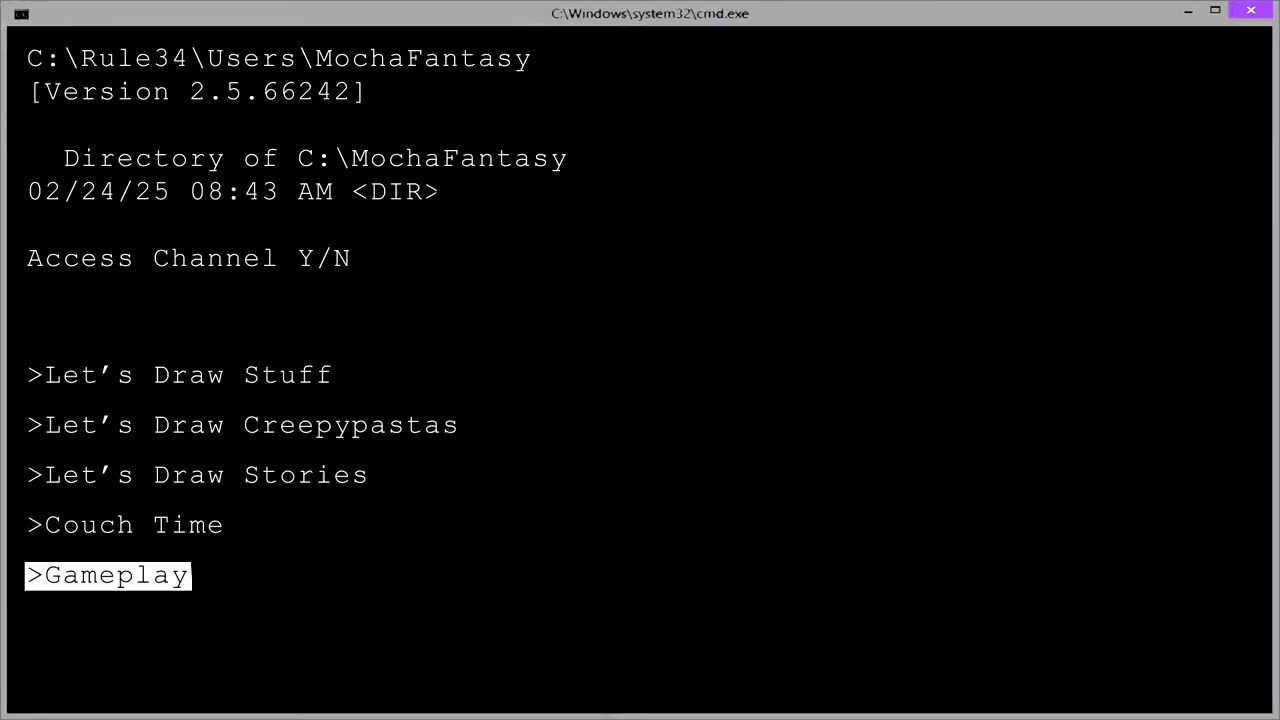 C:\Windows\system32\cmd.exe
C:\Rule34\Users\MochaFantasy
[Version 2.5.66242]
Directory of C:\MochaFantasy
02/24/25 08:43 AM <DIR>
Access Channel Y/N
>Let's Draw Stuff
>Let's Draw Creepypastas
>Let's Draw Stories
>Couch Time
>Gameplay